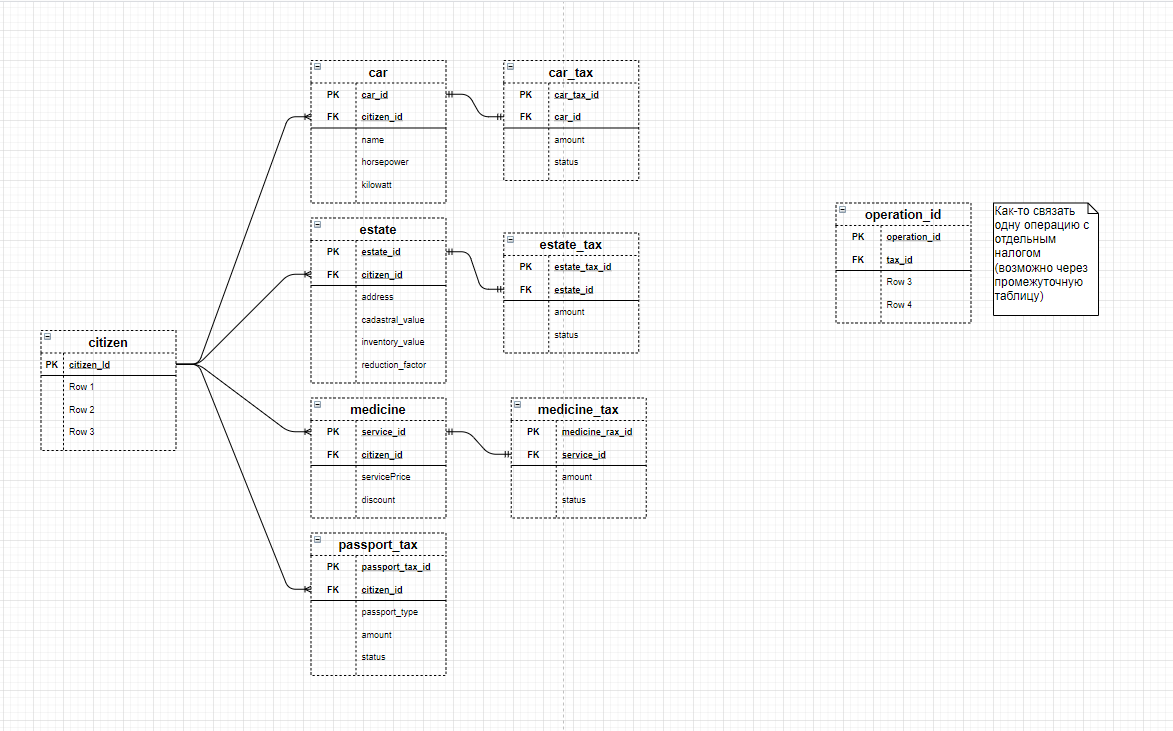 car
PK car_id
FK citizen_id
name
horsepower
kilowatt
car_tax
PK car_tax_id
FK car_id
amount
status
estate
PK estate_id
FK citizen_id
address
cadastral_value
inventory_value
reduction_factor
estate_tax
PK estate_tax_id
FK estate_id
amount
status
operation_id
PK operation_id
FK tax_id
Row 3
Row 4
Как-то связать
одну операцию с
отдельным
налогом
(возможно через
промежуточную
таблицу)
citizen
PK citizen_Id
Row 1
Row 2
Row 3
medicine
PK service_id
FK citizen_id
servicePrice
discount
medicine_tax
PK medicine_rax_id
FK service_id
amount
status
passport_tax
PK passport_tax_id
FK citizen_id
passport_type
amount
status